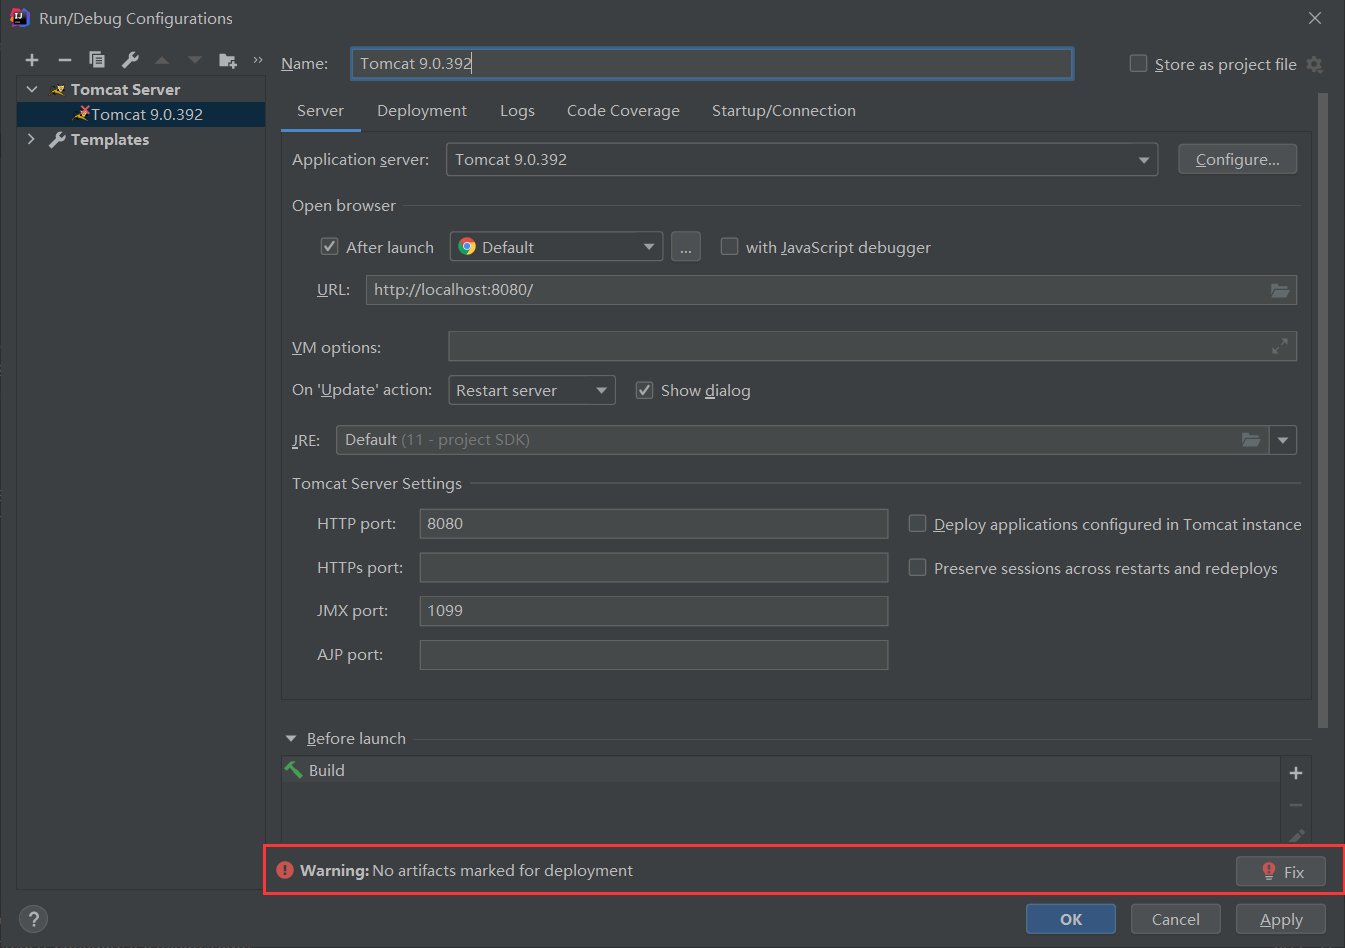 Run/Debug Configurations
Name: Tomcat 9.0.392 Store as project file
Tomcat Server
Tomcat 9.0.392
Templates
Server Deployment Logs Code Coverage Startup/Connection
Application server: Tomcat 9.0.392 Configure...
Open browser
After launch Default ... with JavaScript debugger
URL: http://localhost:8080/
VM options:
On 'Update' action: Restart server Show dialog
JRE: Default (11 - project SDK)
Tomcat Server Settings
HTTP port: 8080 Deploy applications configured in Tomcat instance
HTTPs port: Preserve sessions across restarts and redeploys
JMX port: 1099
AJP port:
Before launch
Build
Warning: No artifacts marked for deployment Fix
? OK Cancel Apply